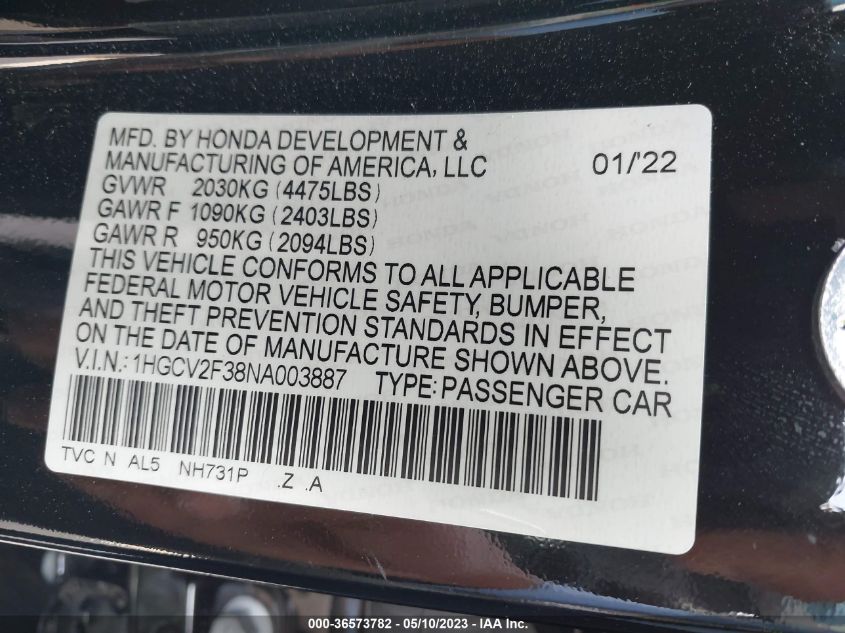 MFD. BY HONDA DEVELOPMENT &
MANUFACTURING OF AMERICA, LLC 01/'22
GVWR 2030KG (4475LBS)
GAWR F 1090KG (2403LBS)
GAWR R 950KG (2094LBS)
THIS VEHICLE CONFORMS TO ALL APPLICABLE
FEDERAL MOTOR VEHICLE SAFETY, BUMPER,
AND THEFT PREVENTION STANDARDS IN EFFECT
ON THE DATE OF MANUFACTURE SHOWN ABOVE.
V.I.N.: 1HGCV2F38NA003887 TYPE: PASSENGER CAR
TVC N AL5 NH731P .Z .A
000-36573782 - 05/10/2023 - IAA Inc.